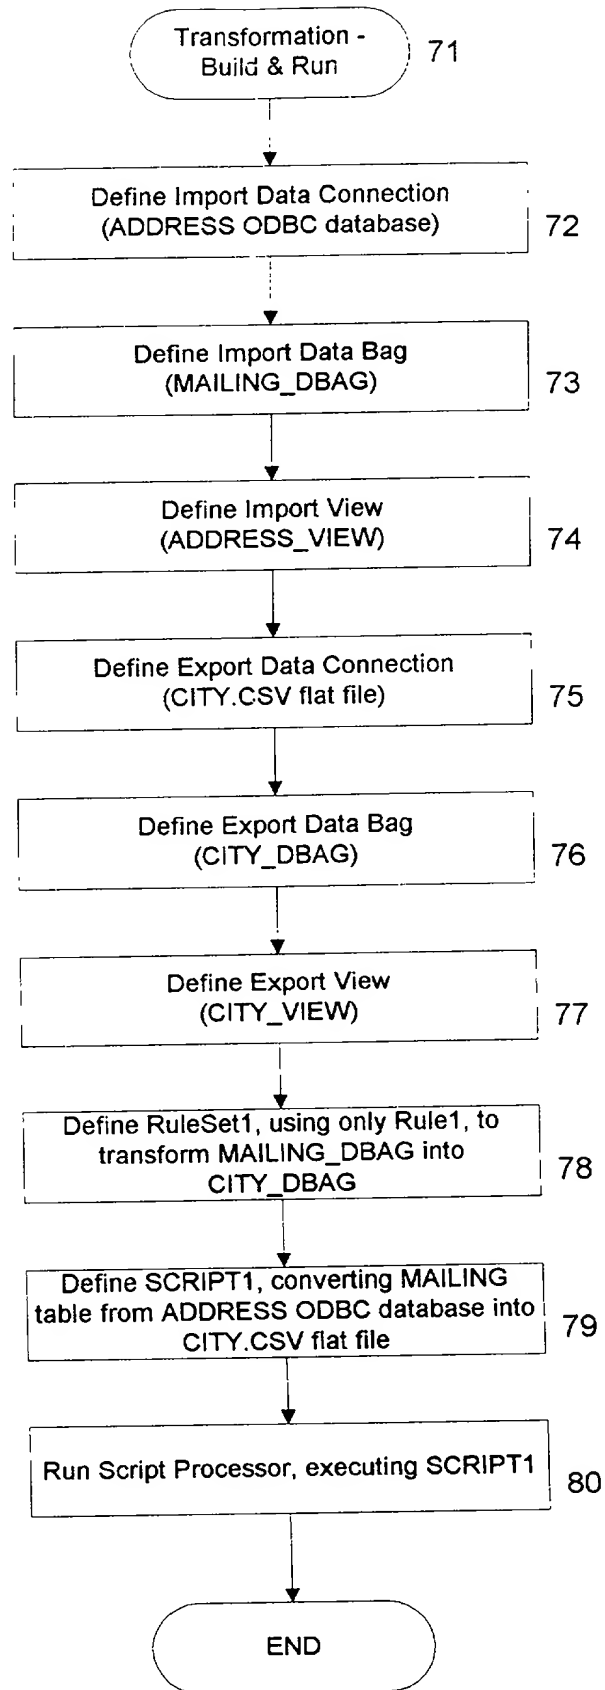 Transformation -
Build & Run
71
Define Import Data Connection
(ADDRESS ODBC database)
72
Define Import Data Bag
(MAILING_DBAG)
73
Define Import View
(ADDRESS_VIEW)
74
Define Export Data Connection
(CITY.CSV flat file)
75
Define Export Data Bag
(CITY_DBAG)
76
Define Export View
(CITY_VIEW)
77
Define RuleSet1, using only Rule1, to
transform MAILING_DBAG into
CITY_DBAG
78
Define SCRIPT1, converting MAILING
table from ADDRESS ODBC database into
CITY.CSV flat file
79
Run Script Processor, executing SCRIPT1
80
END